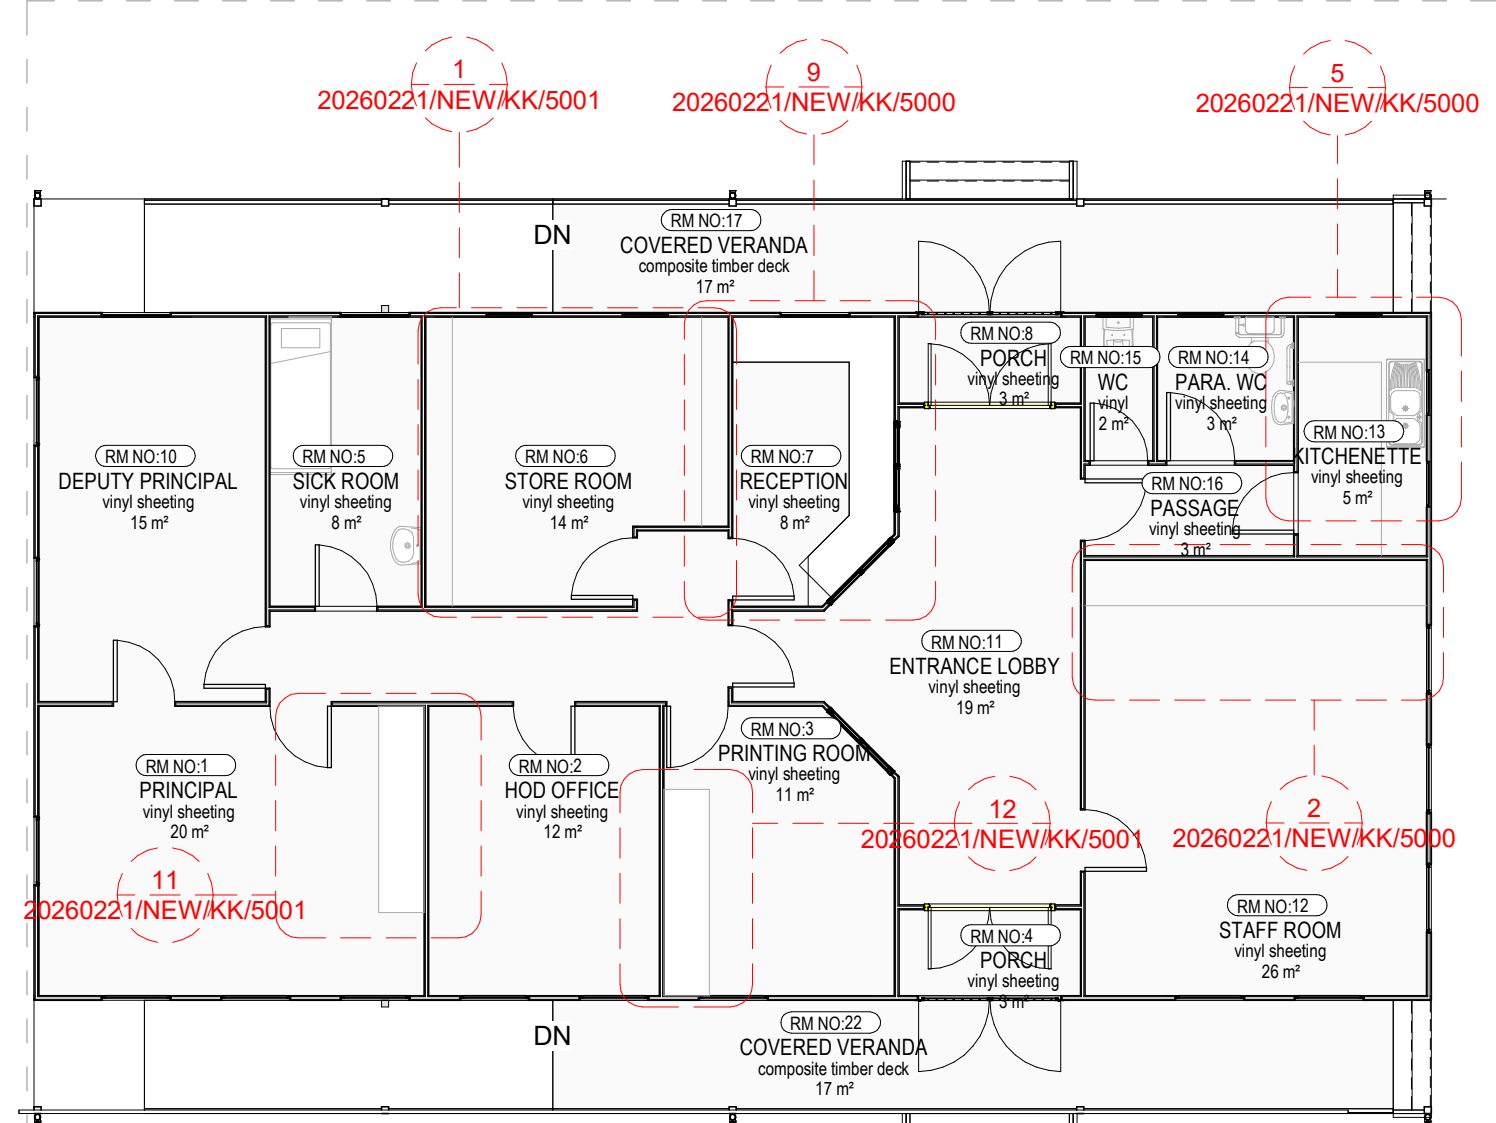 1
20260221/NEW/KK/5001
9
20260221/NEW/KK/5000
5
20260221/NEW/KK/5000
DN
RM NO:17
COVERED VERANDA
composite timber deck
17 m²
RM NO:8
PORCH
vinyl sheeting
3 m²
RM NO:15
WC
vinyl
2 m²
RM NO:14
PARA. WC
vinyl sheeting
3 m²
RM NO:13
KITCHENETTE
vinyl sheeting
5 m²
RM NO:10
DEPUTY PRINCIPAL
vinyl sheeting
15 m²
RM NO:5
SICK ROOM
vinyl sheeting
8 m²
RM NO:6
STORE ROOM
vinyl sheeting
14 m²
RM NO:7
RECEPTION
vinyl sheeting
8 m²
RM NO:16
PASSAGE
vinyl sheeting
3 m²
RM NO:11
ENTRANCE LOBBY
vinyl sheeting
19 m²
RM NO:1
PRINCIPAL
vinyl sheeting
20 m²
RM NO:2
HOD OFFICE
vinyl sheeting
12 m²
RM NO:3
PRINTING ROOM
vinyl sheeting
11 m²
12
20260221/NEW/KK/5001
2
20260221/NEW/KK/5000
11
20260221/NEW/KK/5001
RM NO:4
PORCH
vinyl sheeting
3 m²
RM NO:12
STAFF ROOM
vinyl sheeting
26 m²
DN
RM NO:22
COVERED VERANDA
composite timber deck
17 m²